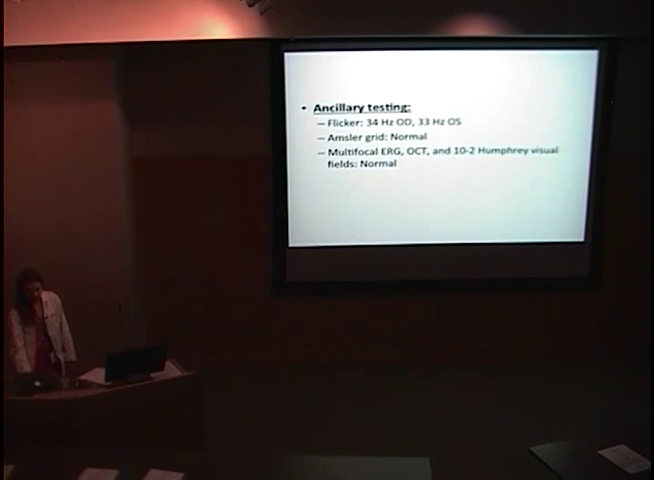 • Ancillary testing:
– Flicker: 34 Hz OD, 33 Hz OS
– Amsler grid: Normal
– Multifocal ERG, OCT, and 10-2 Humphrey visual
fields: Normal